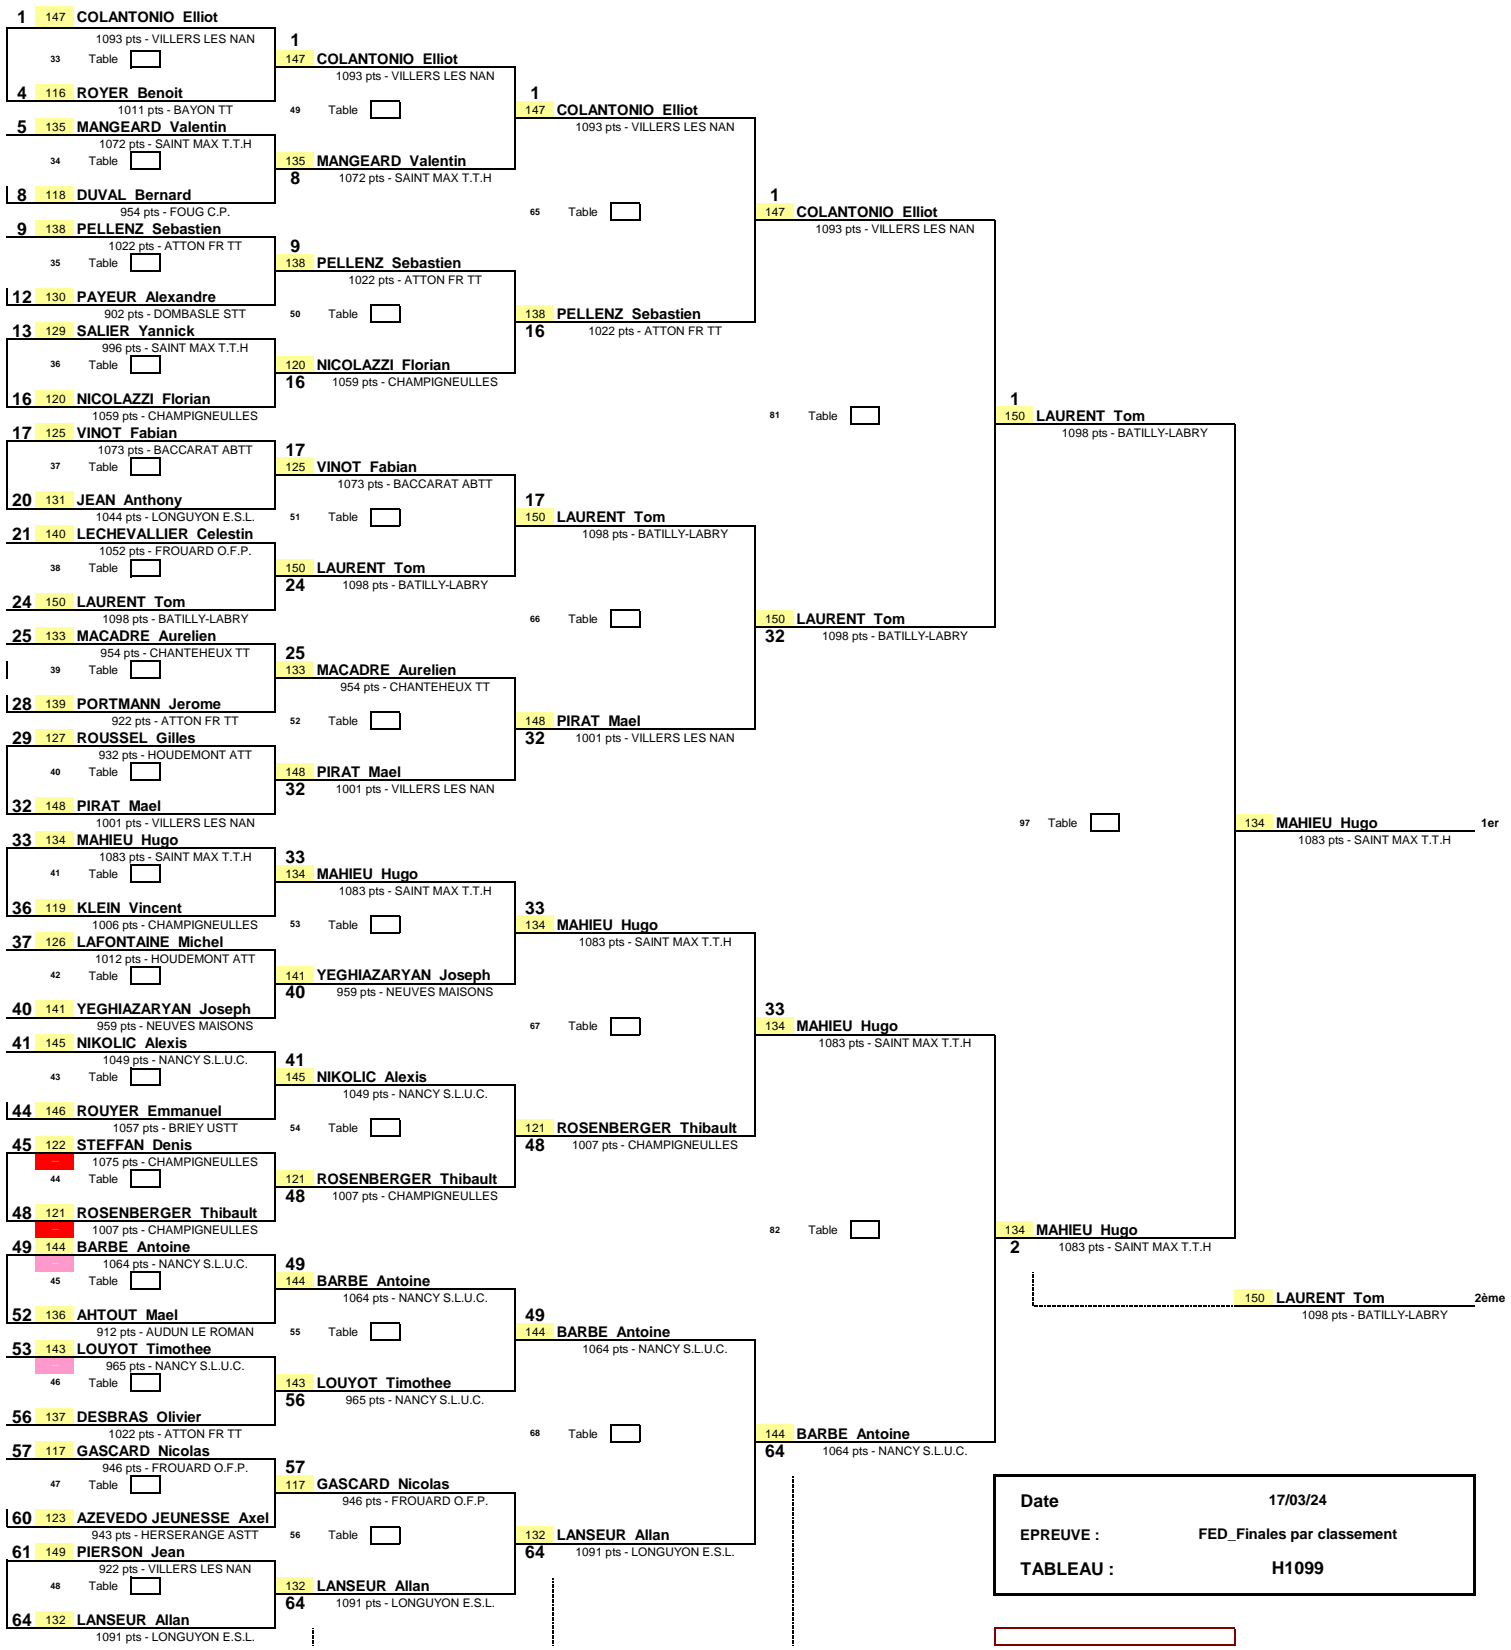 1 147 COLANTONIO Elliot
1093 pts - VILLERS LES NAN
33 Table
4 116 ROYER Benoit
1011 pts - BAYON TT
5 135 MANGEARD Valentin
1072 pts - SAINT MAX T.T.H
34 Table
8 118 DUVAL Bernard
954 pts - FOUG C.P.
9 138 PELLENZ Sebastien
1022 pts - ATTON FR TT
35 Table
12 130 PAYEUR Alexandre
902 pts - DOMBASLE STT
13 129 SALIER Yannick
996 pts - SAINT MAX T.T.H
36 Table
16 120 NICOLAZZI Florian
1059 pts - CHAMPIGNEULLES
17 125 VINOT Fabian
1073 pts - BACCARAT ABTT
37 Table
20 131 JEAN Anthony
1044 pts - LONGUYON E.S.L.
21 140 LECHEVALLIER Celestin
1052 pts - FROUARD O.F.P.
38 Table
24 150 LAURENT Tom
1098 pts - BATILLY-LABRY
25 133 MACADRE Aurelien
954 pts - CHANTEHEUX TT
39 Table
28 139 PORTMANN Jerome
922 pts - ATTON FR TT
29 127 ROUSSEL Gilles
932 pts - HOUDEMONT ATT
40 Table
32 148 PIRAT Mael
1001 pts - VILLERS LES NAN
33 134 MAHIEU Hugo
1083 pts - SAINT MAX T.T.H
41 Table
36 119 KLEIN Vincent
1006 pts - CHAMPIGNEULLES
37 126 LAFONTAINE Michel
1012 pts - HOUDEMONT ATT
42 Table
40 141 YEGHIAZARYAN Joseph
959 pts - NEUVES MAISONS
41 145 NIKOLIC Alexis
1049 pts - NANCY S.L.U.C.
43 Table
44 146 ROUYER Emmanuel
1057 pts - BRIEY USTT
45 122 STEFFAN Denis
1075 pts - CHAMPIGNEULLES
44 Table
48 121 ROSENBERGER Thibault
1007 pts - CHAMPIGNEULLES
49 144 BARBE Antoine
1064 pts - NANCY S.L.U.C.
45 Table
52 136 AHTOUT Mael
912 pts - AUDUN LE ROMAN
53 143 LOUYOT Timothee
965 pts - NANCY S.L.U.C.
46 Table
56 137 DESBRAS Olivier
1022 pts - ATTON FR TT
57 117 GASCARD Nicolas
946 pts - FROUARD O.F.P.
47 Table
60 123 AZEVEDO JEUNESSE Axel
943 pts - HERSERANGE ASTT
61 149 PIERSON Jean
922 pts - VILLERS LES NAN
48 Table
64 132 LANSEUR Allan
1091 pts - LONGUYON E.S.L.
1
147 COLANTONIO Elliot
1093 pts - VILLERS LES NAN
49 Table
135 MANGEARD Valentin
8 1072 pts - SAINT MAX T.T.H
9
138 PELLENZ Sebastien
1022 pts - ATTON FR TT
50 Table
120 NICOLAZZI Florian
16 1059 pts - CHAMPIGNEULLES
17
125 VINOT Fabian
1073 pts - BACCARAT ABTT
51 Table
150 LAURENT Tom
24 1098 pts - BATILLY-LABRY
25
133 MACADRE Aurelien
954 pts - CHANTEHEUX TT
52 Table
148 PIRAT Mael
32 1001 pts - VILLERS LES NAN
33
134 MAHIEU Hugo
1083 pts - SAINT MAX T.T.H
53 Table
141 YEGHIAZARYAN Joseph
40 959 pts - NEUVES MAISONS
41
145 NIKOLIC Alexis
1049 pts - NANCY S.L.U.C.
54 Table
121 ROSENBERGER Thibault
48 1007 pts - CHAMPIGNEULLES
49
144 BARBE Antoine
1064 pts - NANCY S.L.U.C.
55 Table
143 LOUYOT Timothee
56 965 pts - NANCY S.L.U.C.
57
117 GASCARD Nicolas
946 pts - FROUARD O.F.P.
56 Table
132 LANSEUR Allan
64 1091 pts - LONGUYON E.S.L.
1
147 COLANTONIO Elliot
1093 pts - VILLERS LES NAN
65 Table
138 PELLENZ Sebastien
16 1022 pts - ATTON FR TT
17
150 LAURENT Tom
1098 pts - BATILLY-LABRY
66 Table
148 PIRAT Mael
32 1001 pts - VILLERS LES NAN
33
134 MAHIEU Hugo
1083 pts - SAINT MAX T.T.H
67 Table
121 ROSENBERGER Thibault
48 1007 pts - CHAMPIGNEULLES
49
144 BARBE Antoine
1064 pts - NANCY S.L.U.C.
68 Table
132 LANSEUR Allan
64 1091 pts - LONGUYON E.S.L.
1
147 COLANTONIO Elliot
1093 pts - VILLERS LES NAN
81 Table
150 LAURENT Tom
32 1098 pts - BATILLY-LABRY
33
134 MAHIEU Hugo
1083 pts - SAINT MAX T.T.H
82 Table
144 BARBE Antoine
64 1064 pts - NANCY S.L.U.C.
1
150 LAURENT Tom
1098 pts - BATILLY-LABRY
97 Table
134 MAHIEU Hugo
2 1083 pts - SAINT MAX T.T.H
134 MAHIEU Hugo 1er
1083 pts - SAINT MAX T.T.H
150 LAURENT Tom 2ème
1098 pts - BATILLY-LABRY
Date 17/03/24
EPREUVE : FED_Finales par classement
TABLEAU : H1099